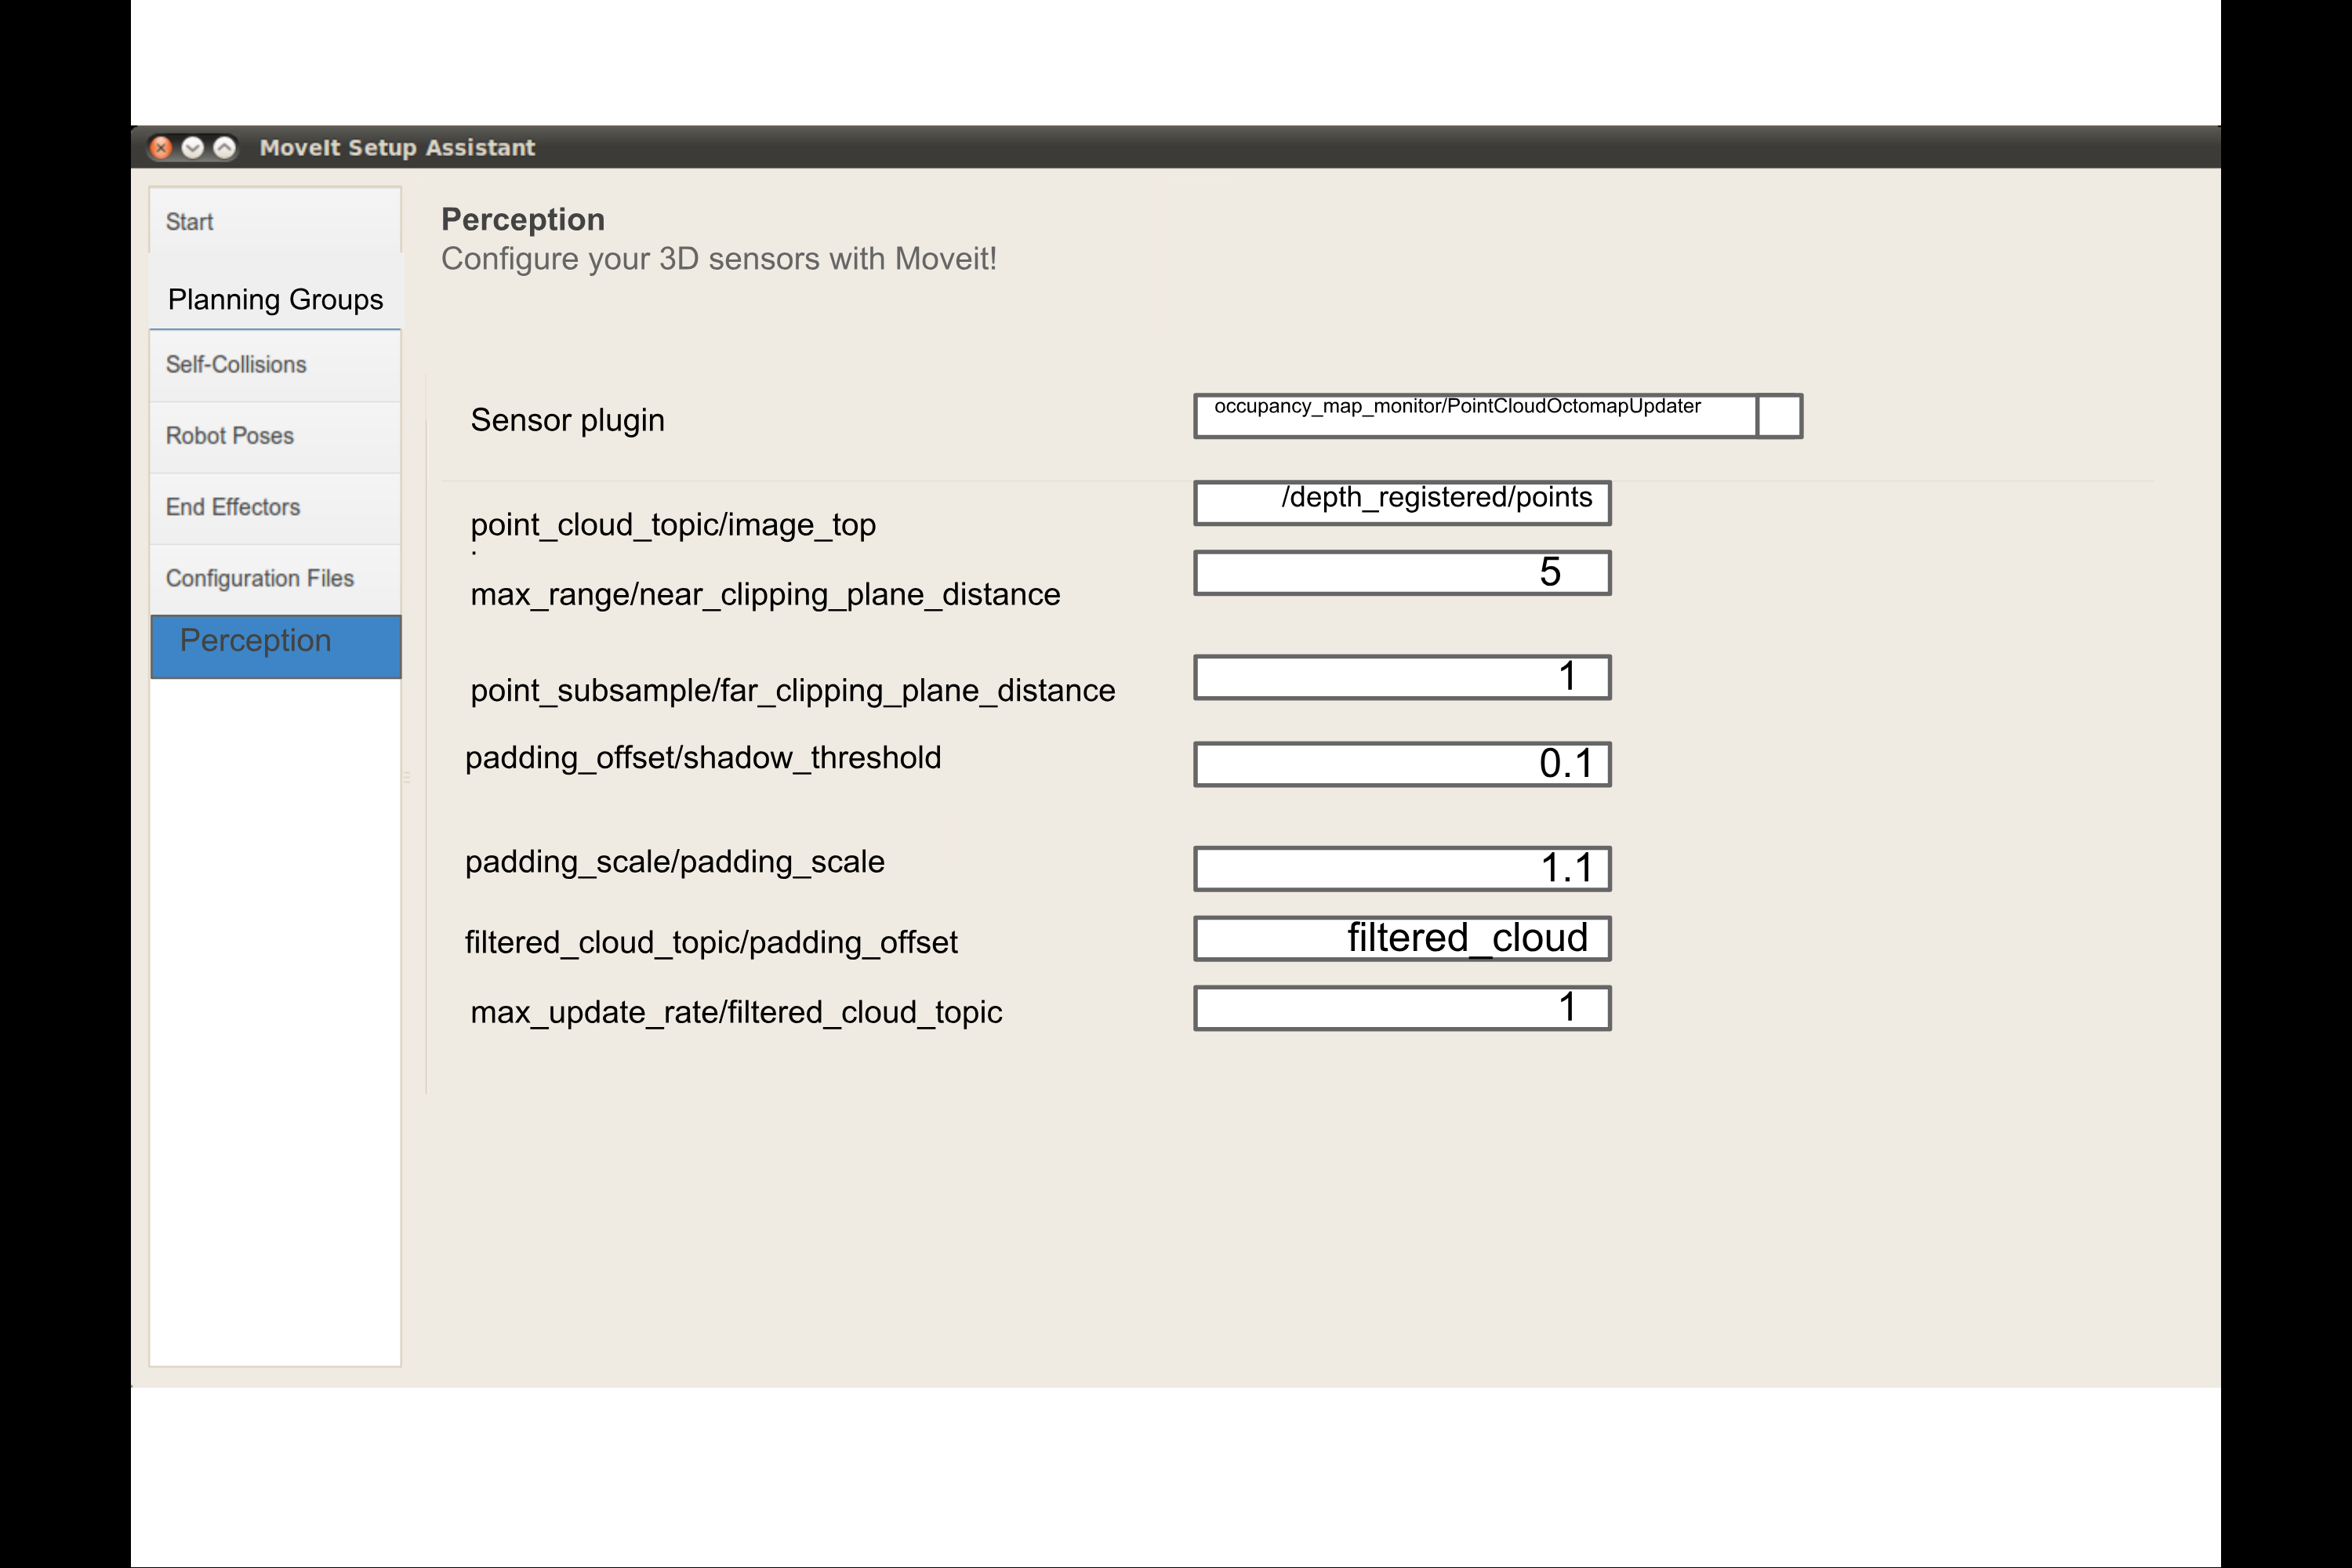 MoveIt Setup Assistant
Start
Planning Groups
Self-Collisions
Robot Poses
End Effectors
Configuration Files
Perception
Perception
Configure your 3D sensors with Moveit!
Sensor plugin
occupancy_map_monitor/PointCloudOctomapUpdater
point_cloud_topic/image_top
/depth_registered/points
max_range/near_clipping_plane_distance
5
point_subsample/far_clipping_plane_distance
1
padding_offset/shadow_threshold
0.1
padding_scale/padding_scale
1.1
filtered_cloud_topic/padding_offset
filtered_cloud
max_update_rate/filtered_cloud_topic
1